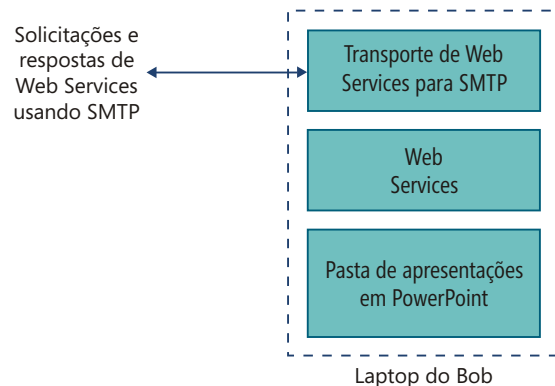 Solicitações e
respostas de
Web Services
usando SMTP
Transporte de Web
Services para SMTP
Web
Services
Pasta de apresentações
em PowerPoint
Laptop do Bob